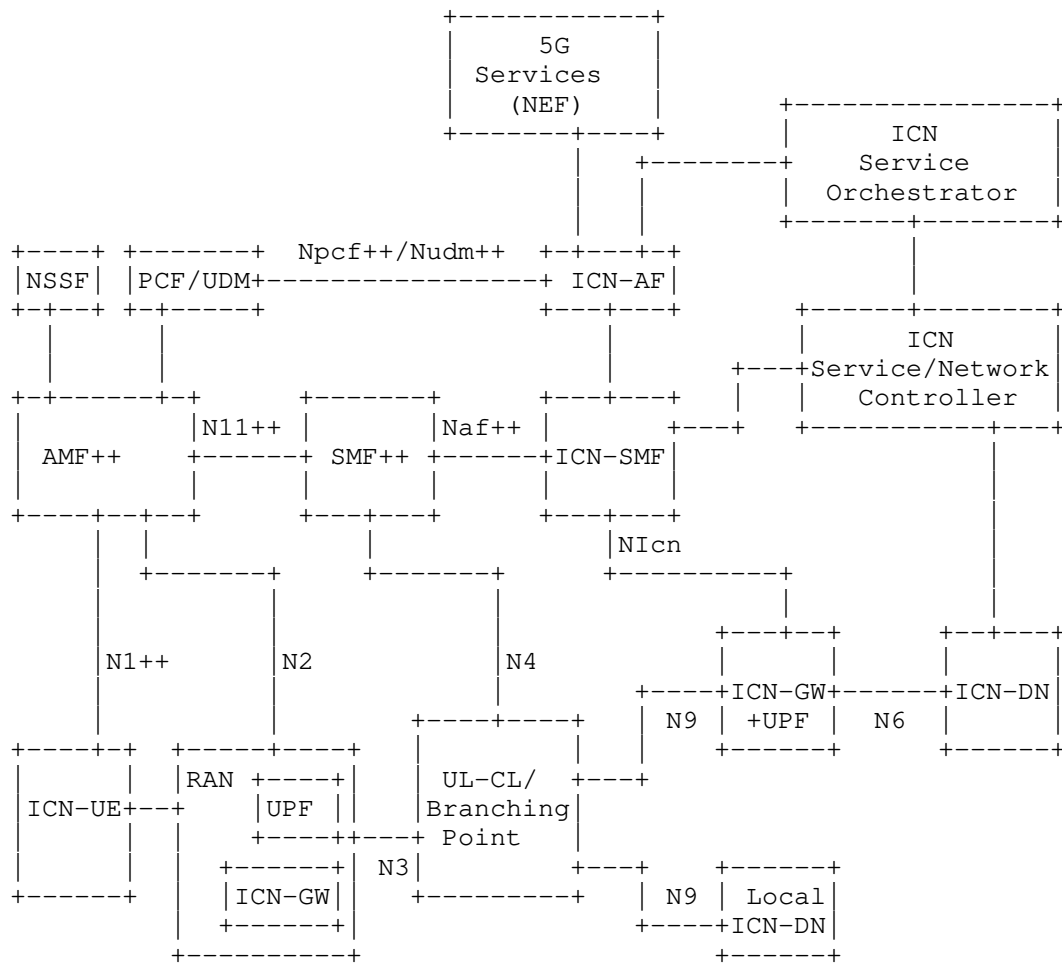 5G
Services
(NEF)
ICN
Service
Orchestrator
Npcf++/Nudm++
NSSF
PCF/UDM
ICN-AF
ICN
Service/Network
Controller
N11++
Naf++
AMF++
SMF++
ICN-SMF
NIcn
N1++
N2
N4
ICN-GW
+UPF
ICN-DN
N9
N6
RAN
UL-CL/
ICN-UE
UPF
Branching
Point
N3
ICN-GW
N9
Local
ICN-DN